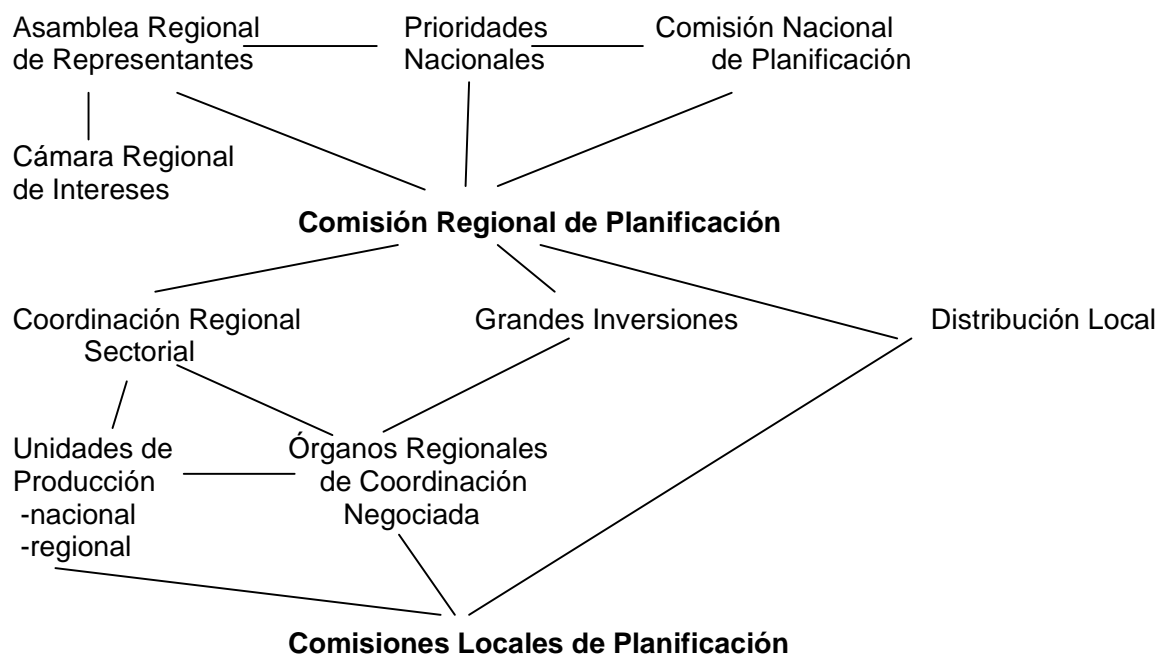 Asamblea Regional
de Representantes
Prioridades
Nacionales
Comisión Nacional
de Planificación
Cámara Regional
de Intereses
Comisión Regional de Planificación
Coordinación Regional
Sectorial
Grandes Inversiones
Distribución Local
Unidades de
Producción
-nacional
-regional
Órganos Regionales
de Coordinación
Negociada
Comisiones Locales de Planificación